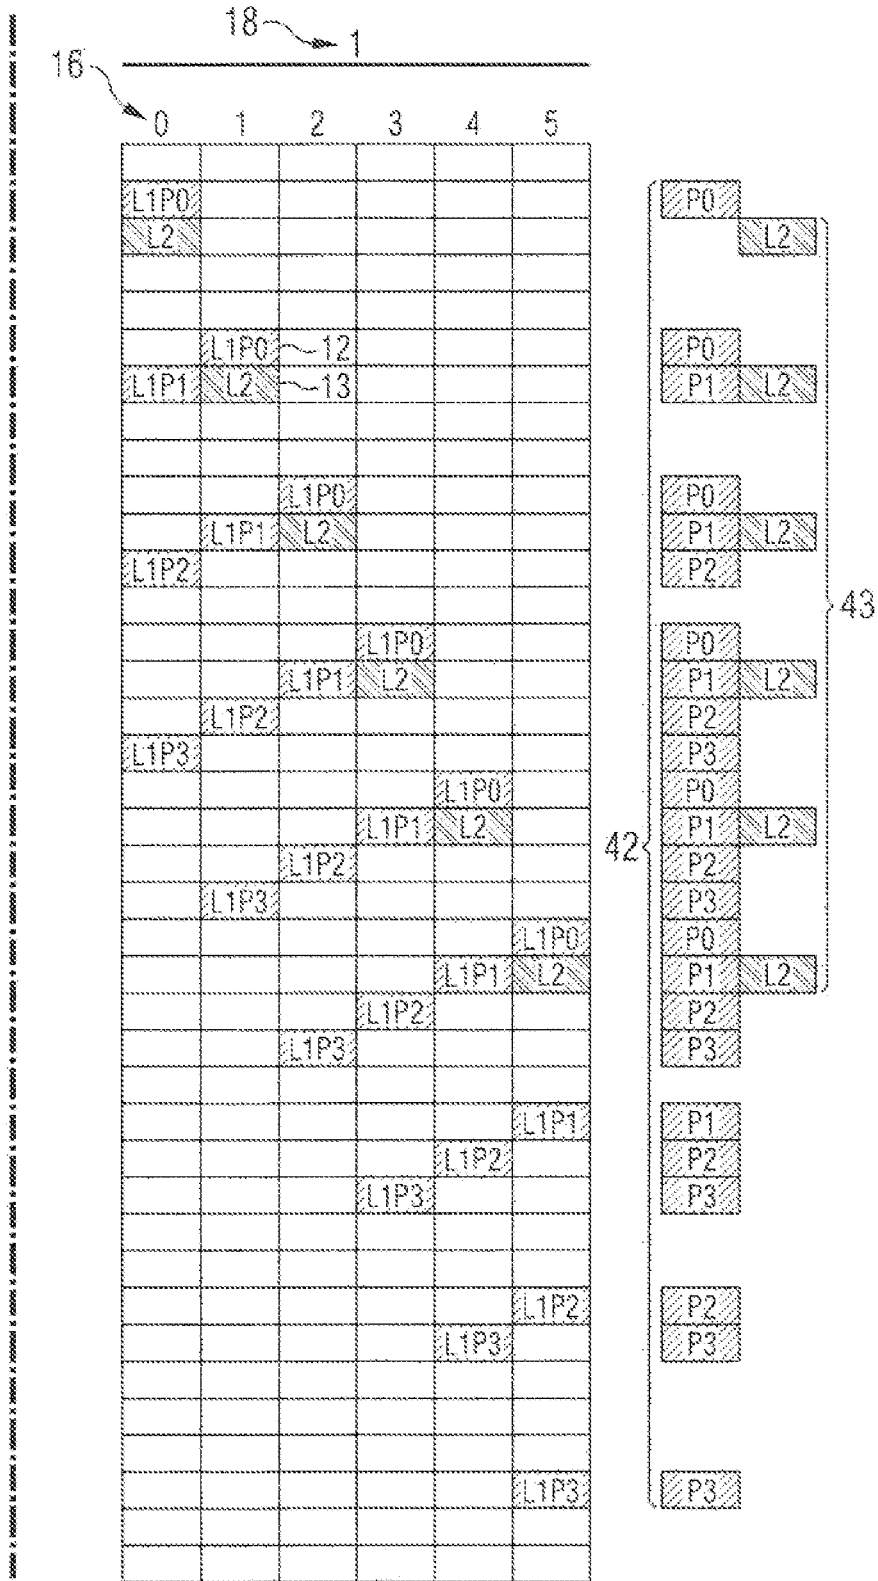 18 1
16
0 1 2 3 4 5
L1P0 P0
L2 L2
L1P0 12 P0
L1P1 L2 13 P1 L2
L1P0 P0
L1P1 L2 P1 L2
L1P2 P2
43
L1P0 P0
L1P1 L2 P1 L2
L1P2 P2
L1P3 P3
L1P0 P0
L1P1 L2 P1 L2
42
L1P2 P2
L1P3 P3
L1P0 P0
L1P1 L2 P1 L2
L1P2 P2
L1P3 P3
L1P1 P1
L1P2 P2
L1P3 P3
L1P2 P2
L1P3 P3
L1P3 P3